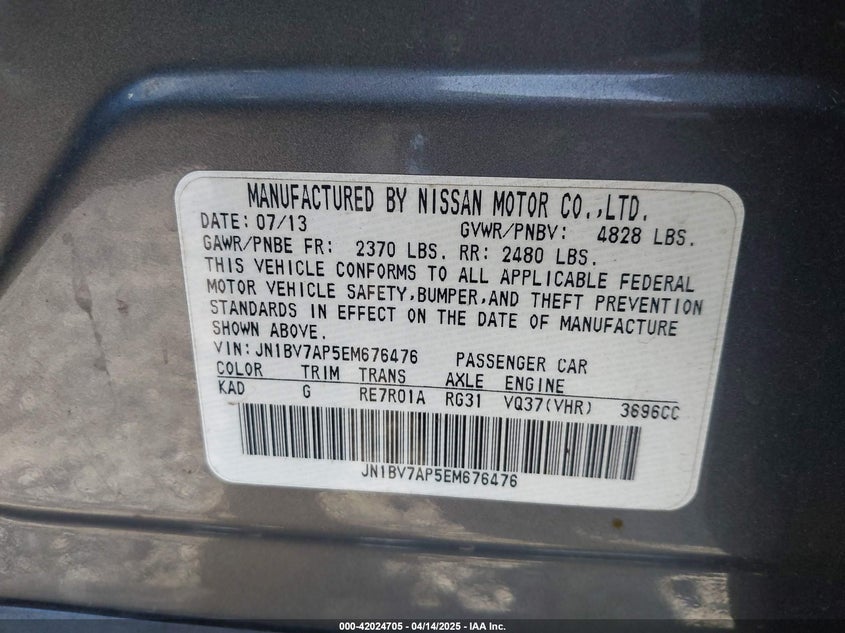 MANUFACTURED BY NISSAN MOTOR CO.,LTD.
DATE: 07/13 GVWR/PNBV: 4828 LBS.
GAWR/PNBE FR: 2370 LBS. RR: 2480 LBS.
THIS VEHICLE CONFORMS TO ALL APPLICABLE FEDERAL
MOTOR VEHICLE SAFETY,BUMPER,AND THEFT PREVENTION
STANDARDS IN EFFECT ON THE DATE OF MANUFACTURE
SHOWN ABOVE.
VIN: JN1BV7AP5EM676476 PASSENGER CAR
COLOR TRIM TRANS AXLE ENGINE
KAD G RE7R01A RG31 VQ37(VHR) 3696CC
JN1BV7AP5EM676476
000-42024705 - 04/14/2025 - IAA Inc.